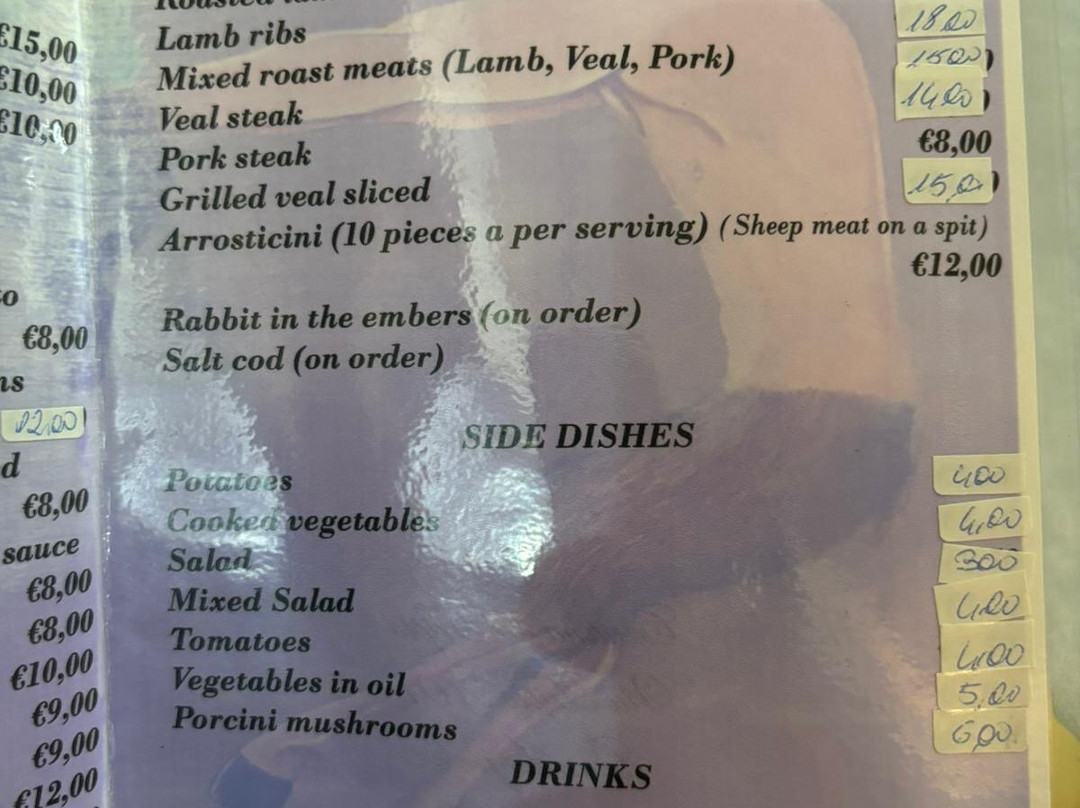 €15,00
€10,00
€10,00
€8,00
12,00
€8,00
sauce
€8,00
€8,00
€10,00
€9,00
€9,00
€12,00
Lamb ribs 18,00
Mixed roast meats (Lamb, Veal, Pork) 15,00
Veal steak 14,00
Pork steak €8,00
Grilled veal sliced 15,0
Arrosticini (10 pieces a per serving) (Sheep meat on a spit)
€12,00
Rabbit in the embers (on order)
Salt cod (on order)
SIDE DISHES
Potatoes 4,00
Cooked vegetables 4,00
Salad 3,00
Mixed Salad 4,00
Tomatoes 4,00
Vegetables in oil 5,00
Porcini mushrooms 6,00
DRINKS